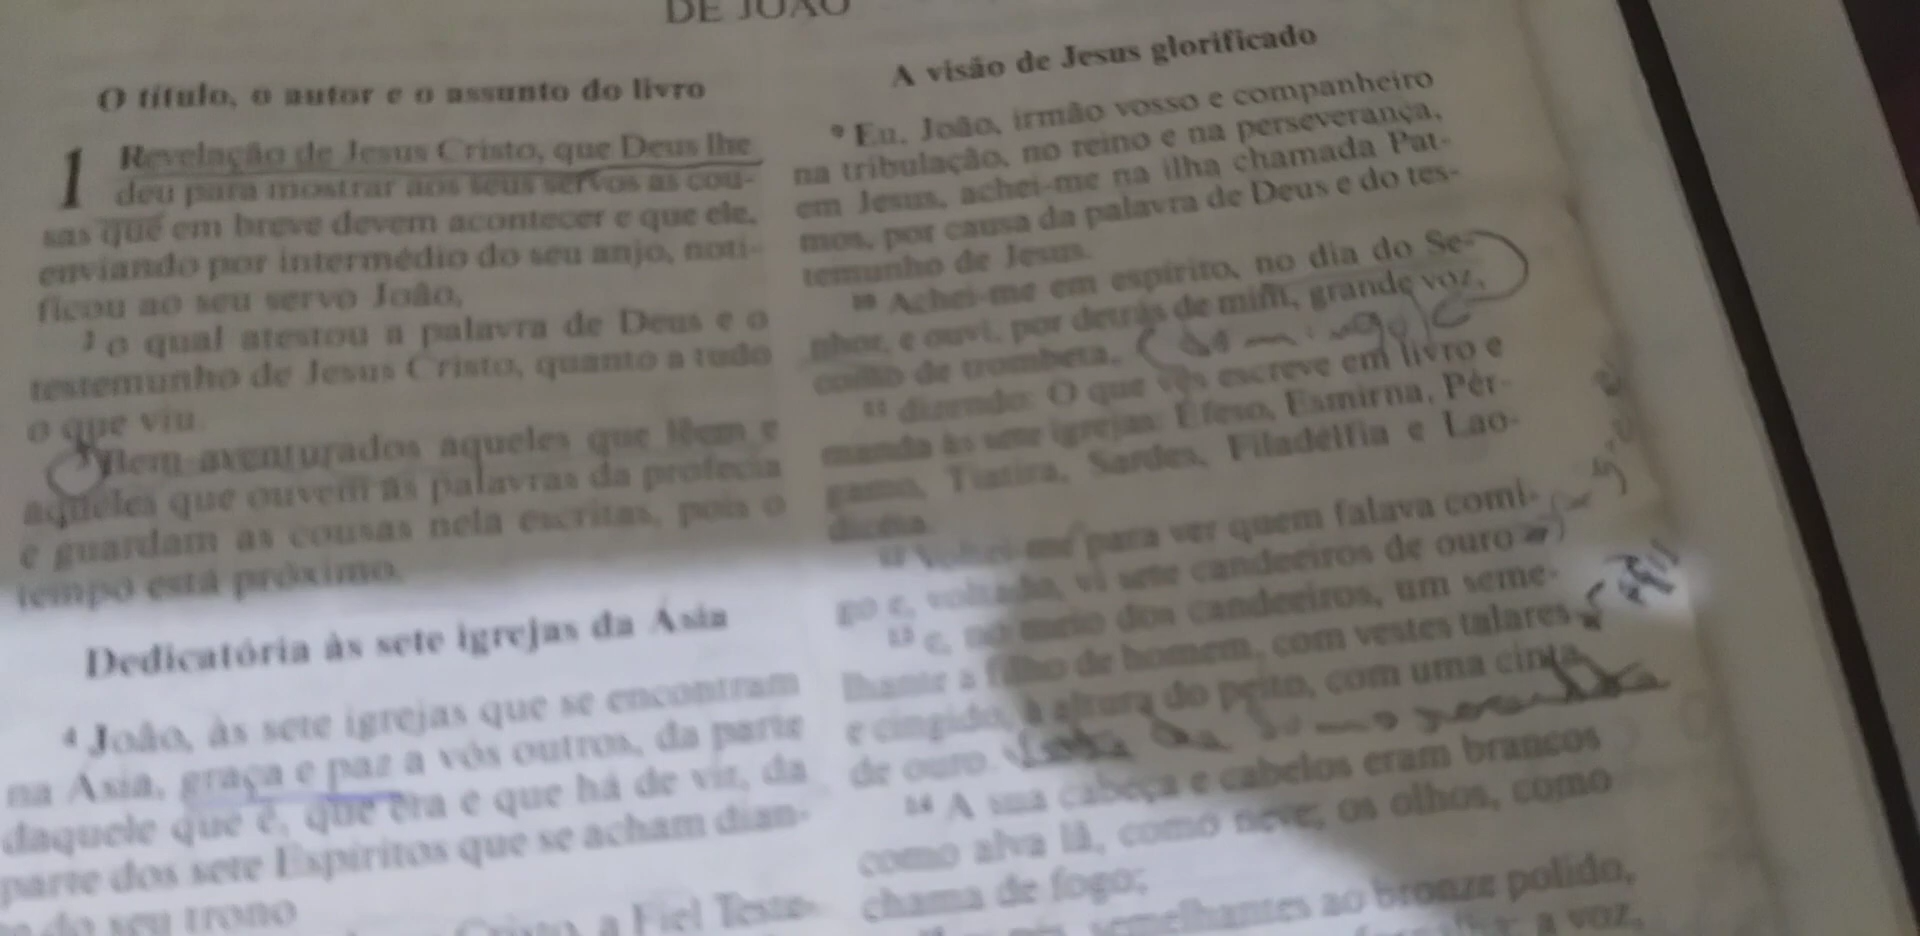 DE JOÃO
O título, o autor e o assunto do livro
1 Revelação de Jesus Cristo, que Deus lhe
deu para mostrar aos seus servos as cou-
sas que em breve devem acontecer e que ele,
enviando por intermédio do seu anjo, noti-
ficou ao seu servo João,
2 o qual atestou a palavra de Deus e o
testemunho de Jesus Cristo, quanto a tudo
o que viu.
3 Bem-aventurados aqueles que lêem e
aqueles que ouvem as palavras da profecia
e guardam as cousas nela escritas, pois o
tempo está próximo.
Dedicatória às sete igrejas da Ásia
4 João, às sete igrejas que se encontram
na Ásia, graça e paz a vós outros, da parte
daquele que é, que era e que há de vir, da
parte dos sete Espíritos que se acham dian-
do seu trono
a Fiel Teste-
A visão de Jesus glorificado
9 Eu, João, irmão vosso e companheiro
na tribulação, no reino e na perseverança,
em Jesus, achei-me na ilha chamada Pat-
mos, por causa da palavra de Deus e do tes-
temunho de Jesus.
10 Achei-me em espírito, no dia do Se-
nhor, e ouvi, por detrás de mim, grande voz,
como de trombeta,
11 dizendo: O que vês escreve em livro e
manda às sete igrejas: Éfeso, Esmirna, Pér-
gamo, Tiatira, Sardes, Filadélfia e Lao-
dicéia.
12 Voltei-me para ver quem falava comi-
go e, voltado, vi sete candeeiros de ouro
13 e, no meio dos candeeiros, um seme-
lhante a filho de homem, com vestes talares
e cingido, à altura do peito, com uma cinta
de ouro.
14 A sua cabeça e cabelos eram brancos
como alva lã, como neve; os olhos, como
chama de fogo;
semelhantes ao bronze polido,
a voz,